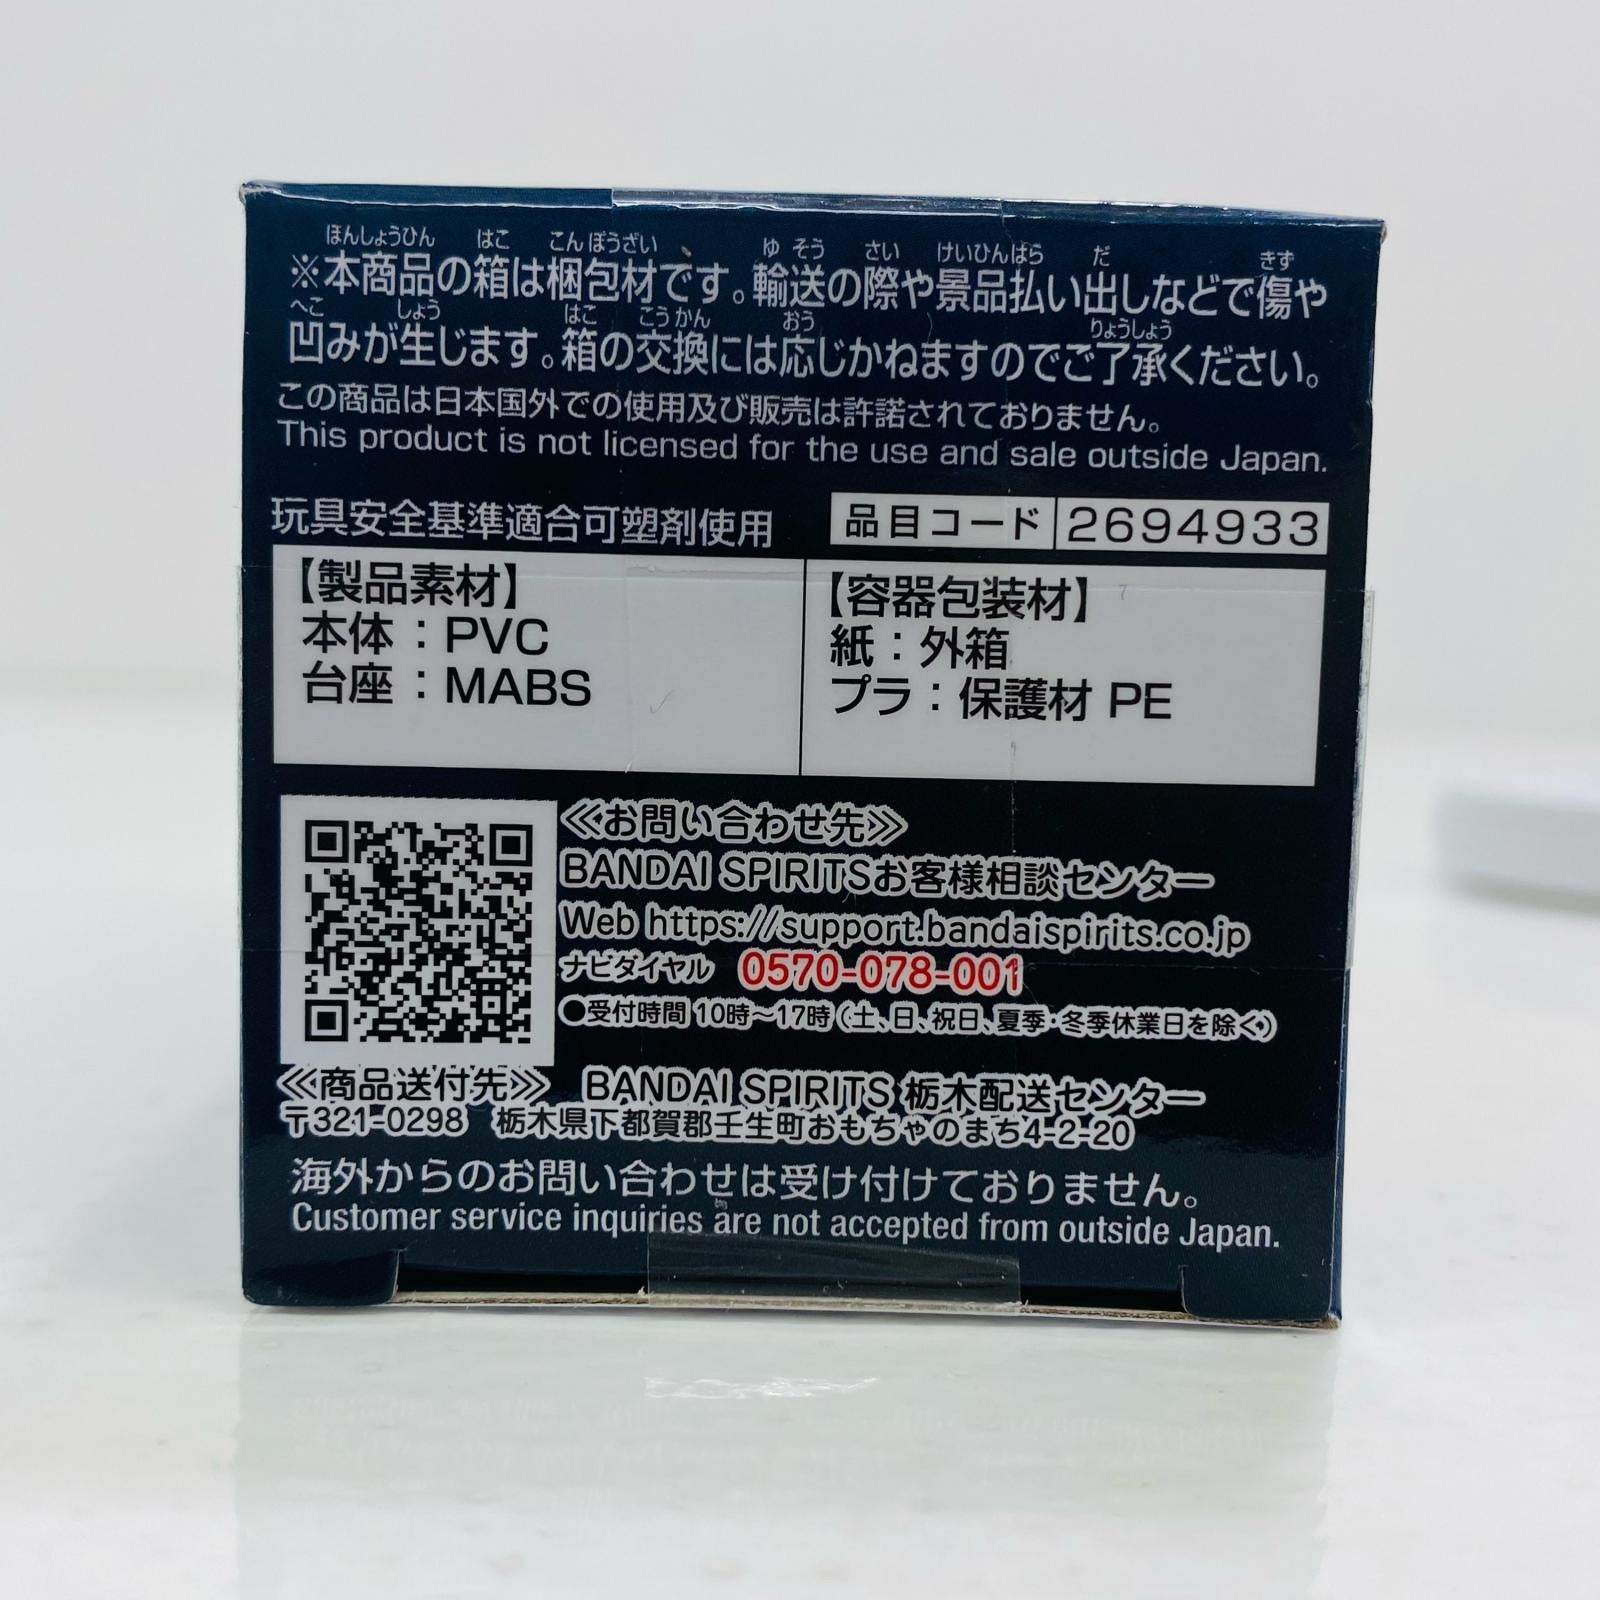 ほんしょうひん はこ こんぽうざい ゆそう さい けいひんばら だ きず
※本商品の箱は梱包材です。輸送の際や景品払い出しなどで傷や
へこ しょう はこ こうかん おう りょうしょう
凹みが生じます。箱の交換には応じかねますのでご了承ください。
この商品は日本国外での使用及び販売は許諾されておりません。
This product is not licensed for the use and sale outside Japan.
玩具安全基準適合可塑剤使用
品目コード 2694933
【製品素材】
本体：PVC
台座：MABS
【容器包装材】
紙：外箱
プラ：保護材 PE
≪お問い合わせ先≫
BANDAI SPIRITSお客様相談センター
Web https://support.bandaispirits.co.jp
ナビダイヤル 0570-078-001
●受付時間 10時～17時（土、日、祝日、夏季・冬季休業日を除く）
≪商品送付先≫ BANDAI SPIRITS 栃木配送センター
〒321-0298 栃木県下都賀郡壬生町おもちゃのまち4-2-20
海外からのお問い合わせは受け付けておりません。
Customer service inquiries are not accepted from outside Japan.